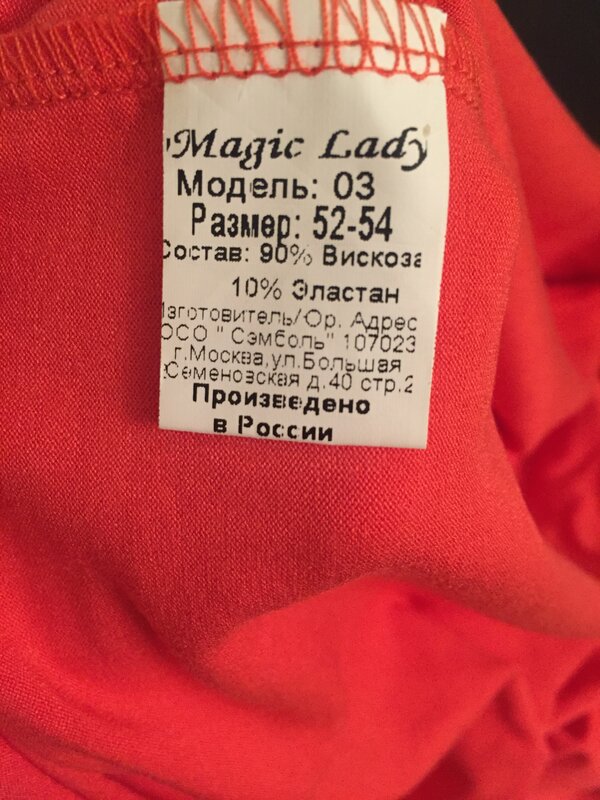 Magic Lady
Модель: 03
Размер: 52-54
Состав: 90% Вискоза
10% Эластан
Изготовитель/Юр. Адрес
ООО " Сэмболь" 107023
г.Москва,ул.Большая
Семеновская д.40 стр.2
Произведено
в России